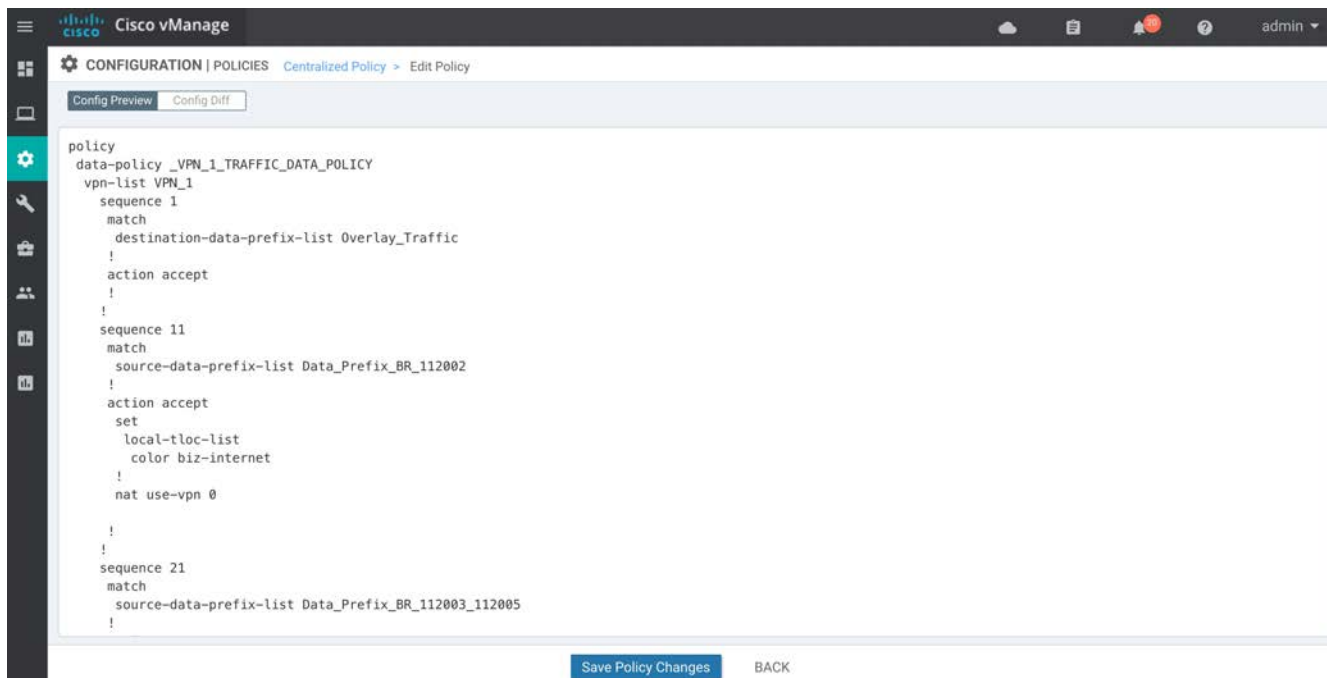 cisco Cisco vManage admin
CONFIGURATION | POLICIES Centralized Policy > Edit Policy
Config Preview Config Diff
policy
data-policy _VPN_1_TRAFFIC_DATA_POLICY
vpn-list VPN_1
sequence 1
match
destination-data-prefix-list Overlay_Traffic
!
action accept
!
!
sequence 11
match
source-data-prefix-list Data_Prefix_BR_112002
!
action accept
set
local-tloc-list
color biz-internet
!
nat use-vpn 0
!
!
sequence 21
match
source-data-prefix-list Data_Prefix_BR_112003_112005
!
Save Policy Changes BACK